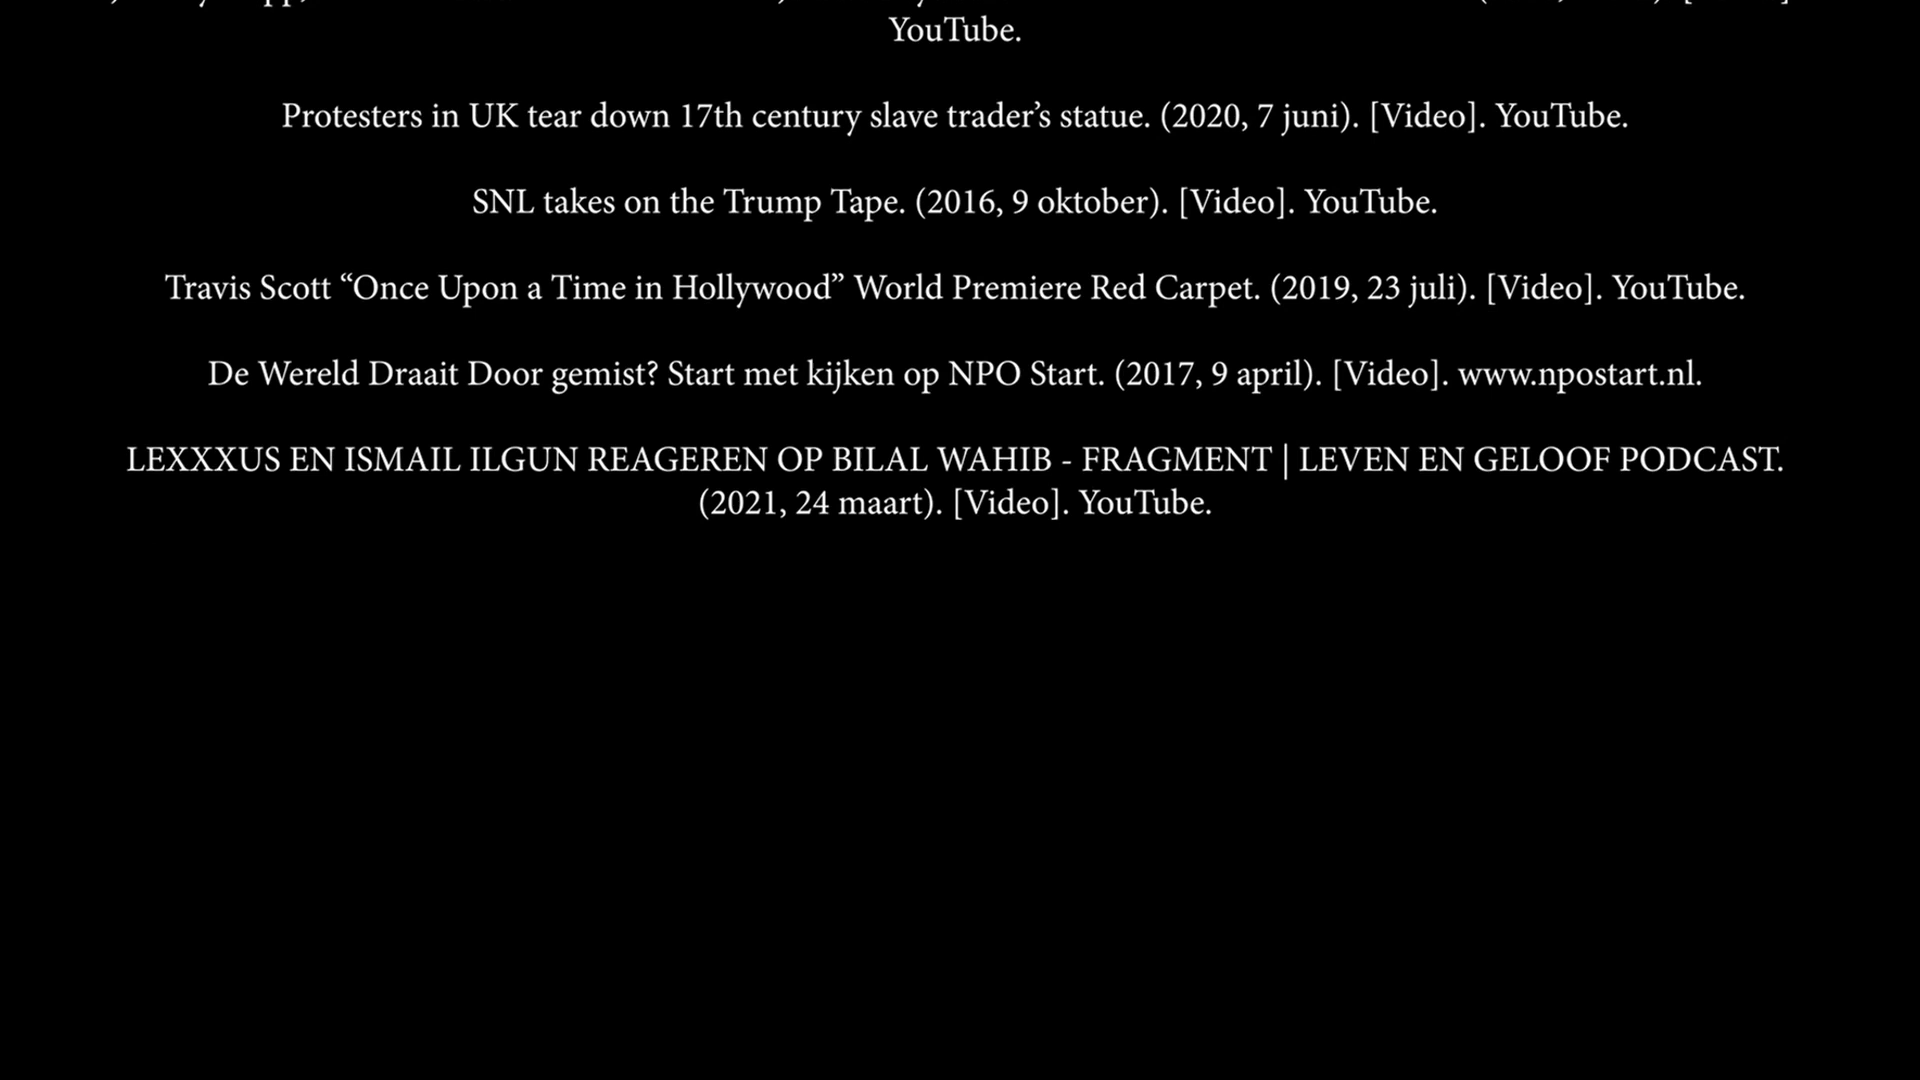 YouTube.
Protesters in UK tear down 17th century slave trader’s statue. (2020, 7 juni). [Video]. YouTube.
SNL takes on the Trump Tape. (2016, 9 oktober). [Video]. YouTube.
Travis Scott “Once Upon a Time in Hollywood” World Premiere Red Carpet. (2019, 23 juli). [Video]. YouTube.
De Wereld Draait Door gemist? Start met kijken op NPO Start. (2017, 9 april). [Video]. www.npostart.nl.
LEXXXUS EN ISMAIL ILGUN REAGEREN OP BILAL WAHIB - FRAGMENT | LEVEN EN GELOOF PODCAST.
(2021, 24 maart). [Video]. YouTube.